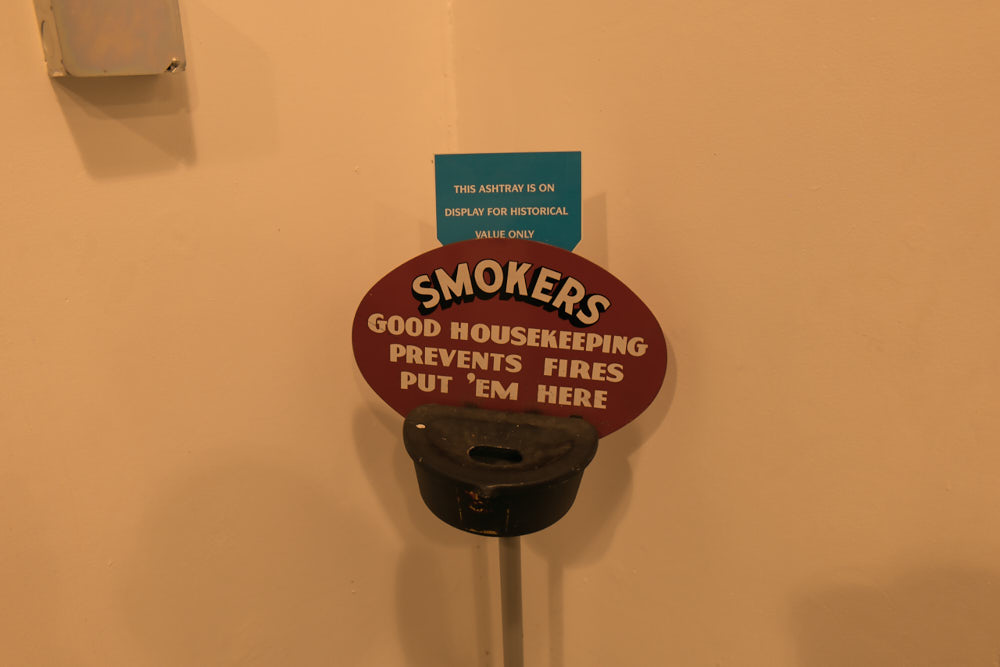 THIS ASHTRAY IS ON
DISPLAY FOR HISTORICAL
VALUE ONLY
SMOKERS
GOOD HOUSEKEEPING
PREVENTS FIRES
PUT 'EM HERE